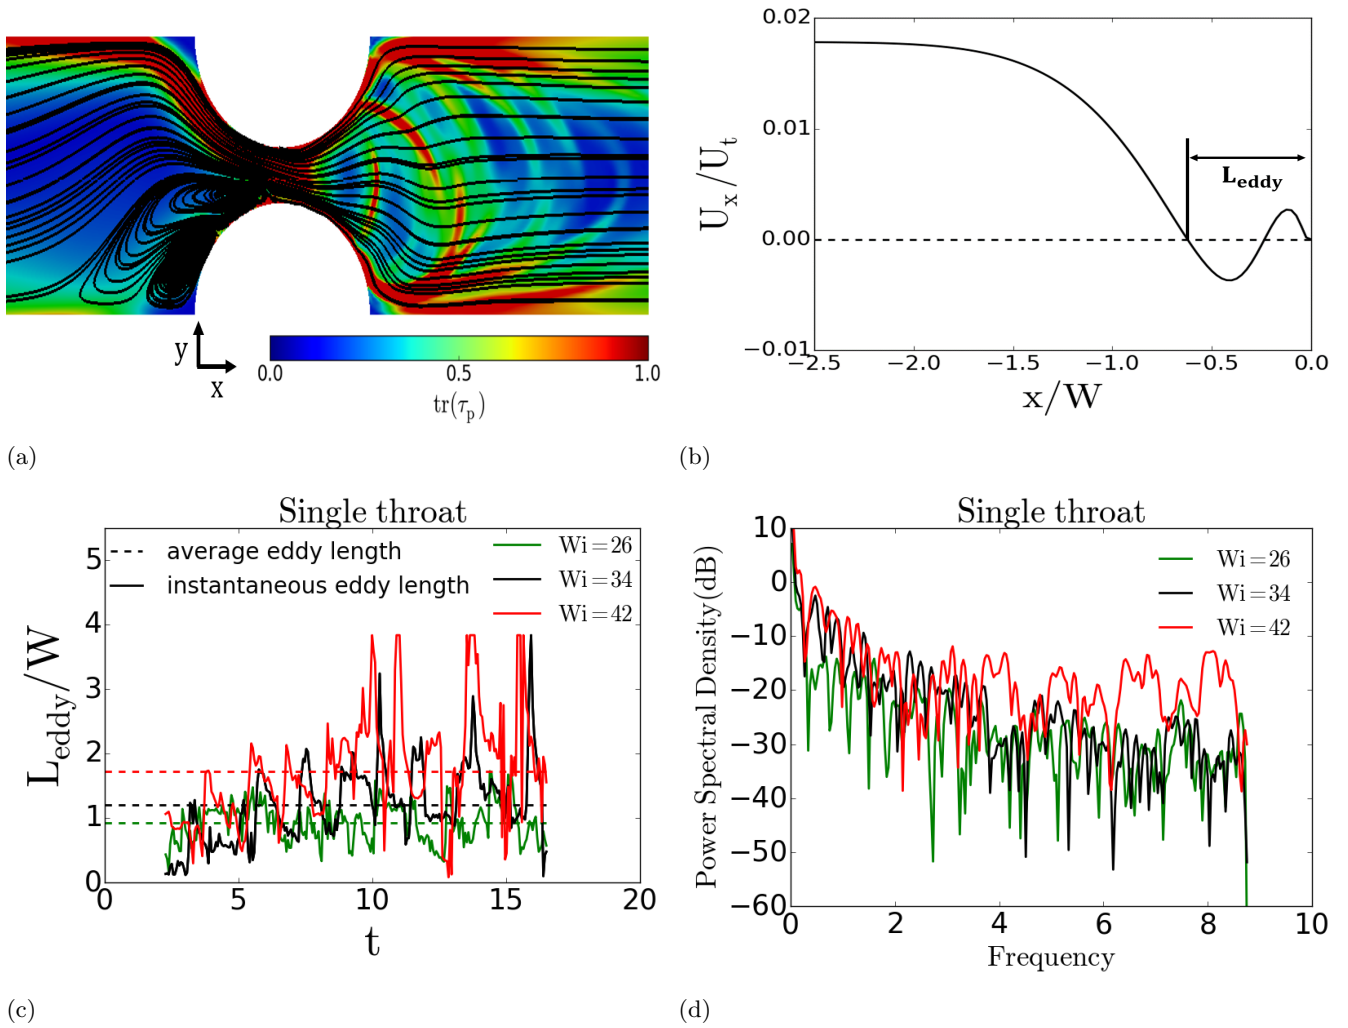 y
x
0.0 0.5 1.0
tr(τp)
(a)
0.02
0.01
0.00
−0.01
Ux/Ut
Leddy
−2.5 −2.0 −1.5 −1.0 −0.5 0.0
x/W
(b)
Single throat
5
4
3
2
1
0
Leddy/W
average eddy length
instantaneous eddy length
Wi=26
Wi=34
Wi=42
0 5 10 15 20
t
(c)
Single throat
10
0
−10
−20
−30
−40
−50
−60
Power Spectral Density(dB)
Wi=26
Wi=34
Wi=42
0 2 4 6 8 10
Frequency
(d)